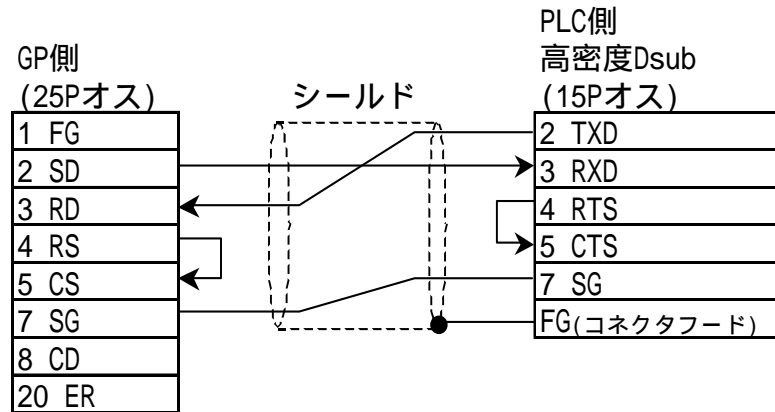 GP側
(25Pオス)
1 FG
2 SD
3 RD
4 RS
5 CS
7 SG
8 CD
20 ER
シールド
PLC側
高密度Dsub
(15Pオス)
2 TXD
3 RXD
4 RTS
5 CTS
7 SG
FG(コネクタフード)